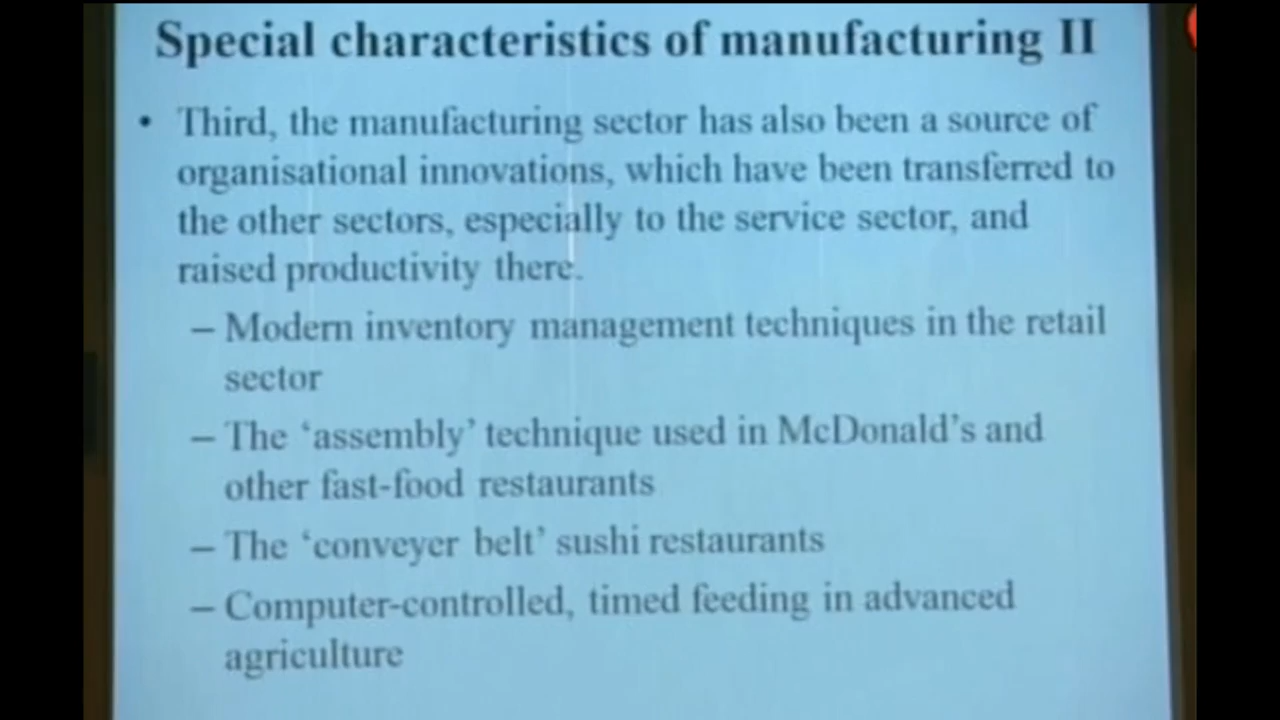 Special characteristics of manufacturing II
• Third, the manufacturing sector has also been a source of
organisational innovations, which have been transferred to
the other sectors, especially to the service sector, and
raised productivity there.
– Modern inventory management techniques in the retail
sector
– The ‘assembly’ technique used in McDonald’s and
other fast-food restaurants
– The ‘conveyer belt’ sushi restaurants
– Computer-controlled, timed feeding in advanced
agriculture